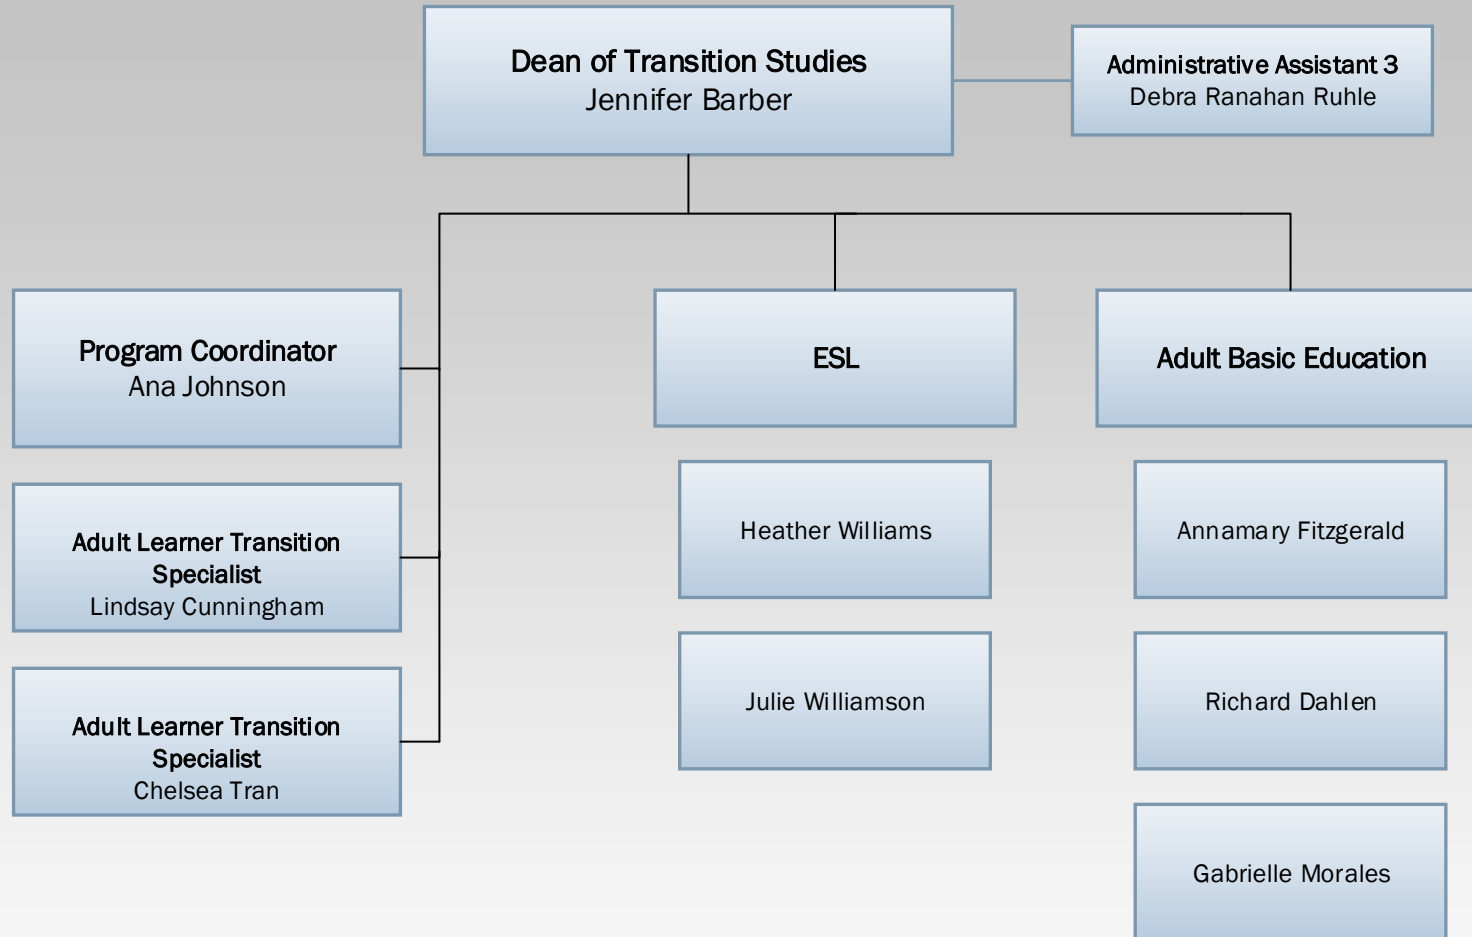 Dean of Transition Studies
Jennifer Barber
Administrative Assistant 3
Debra Ranahan Ruhle
Program Coordinator
Ana Johnson
Adult Learner Transition
Specialist
Lindsay Cunningham
Adult Learner Transition
Specialist
Chelsea Tran
ESL
Heather Williams
Julie Williamson
Adult Basic Education
Annamary Fitzgerald
Richard Dahlen
Gabrielle Morales